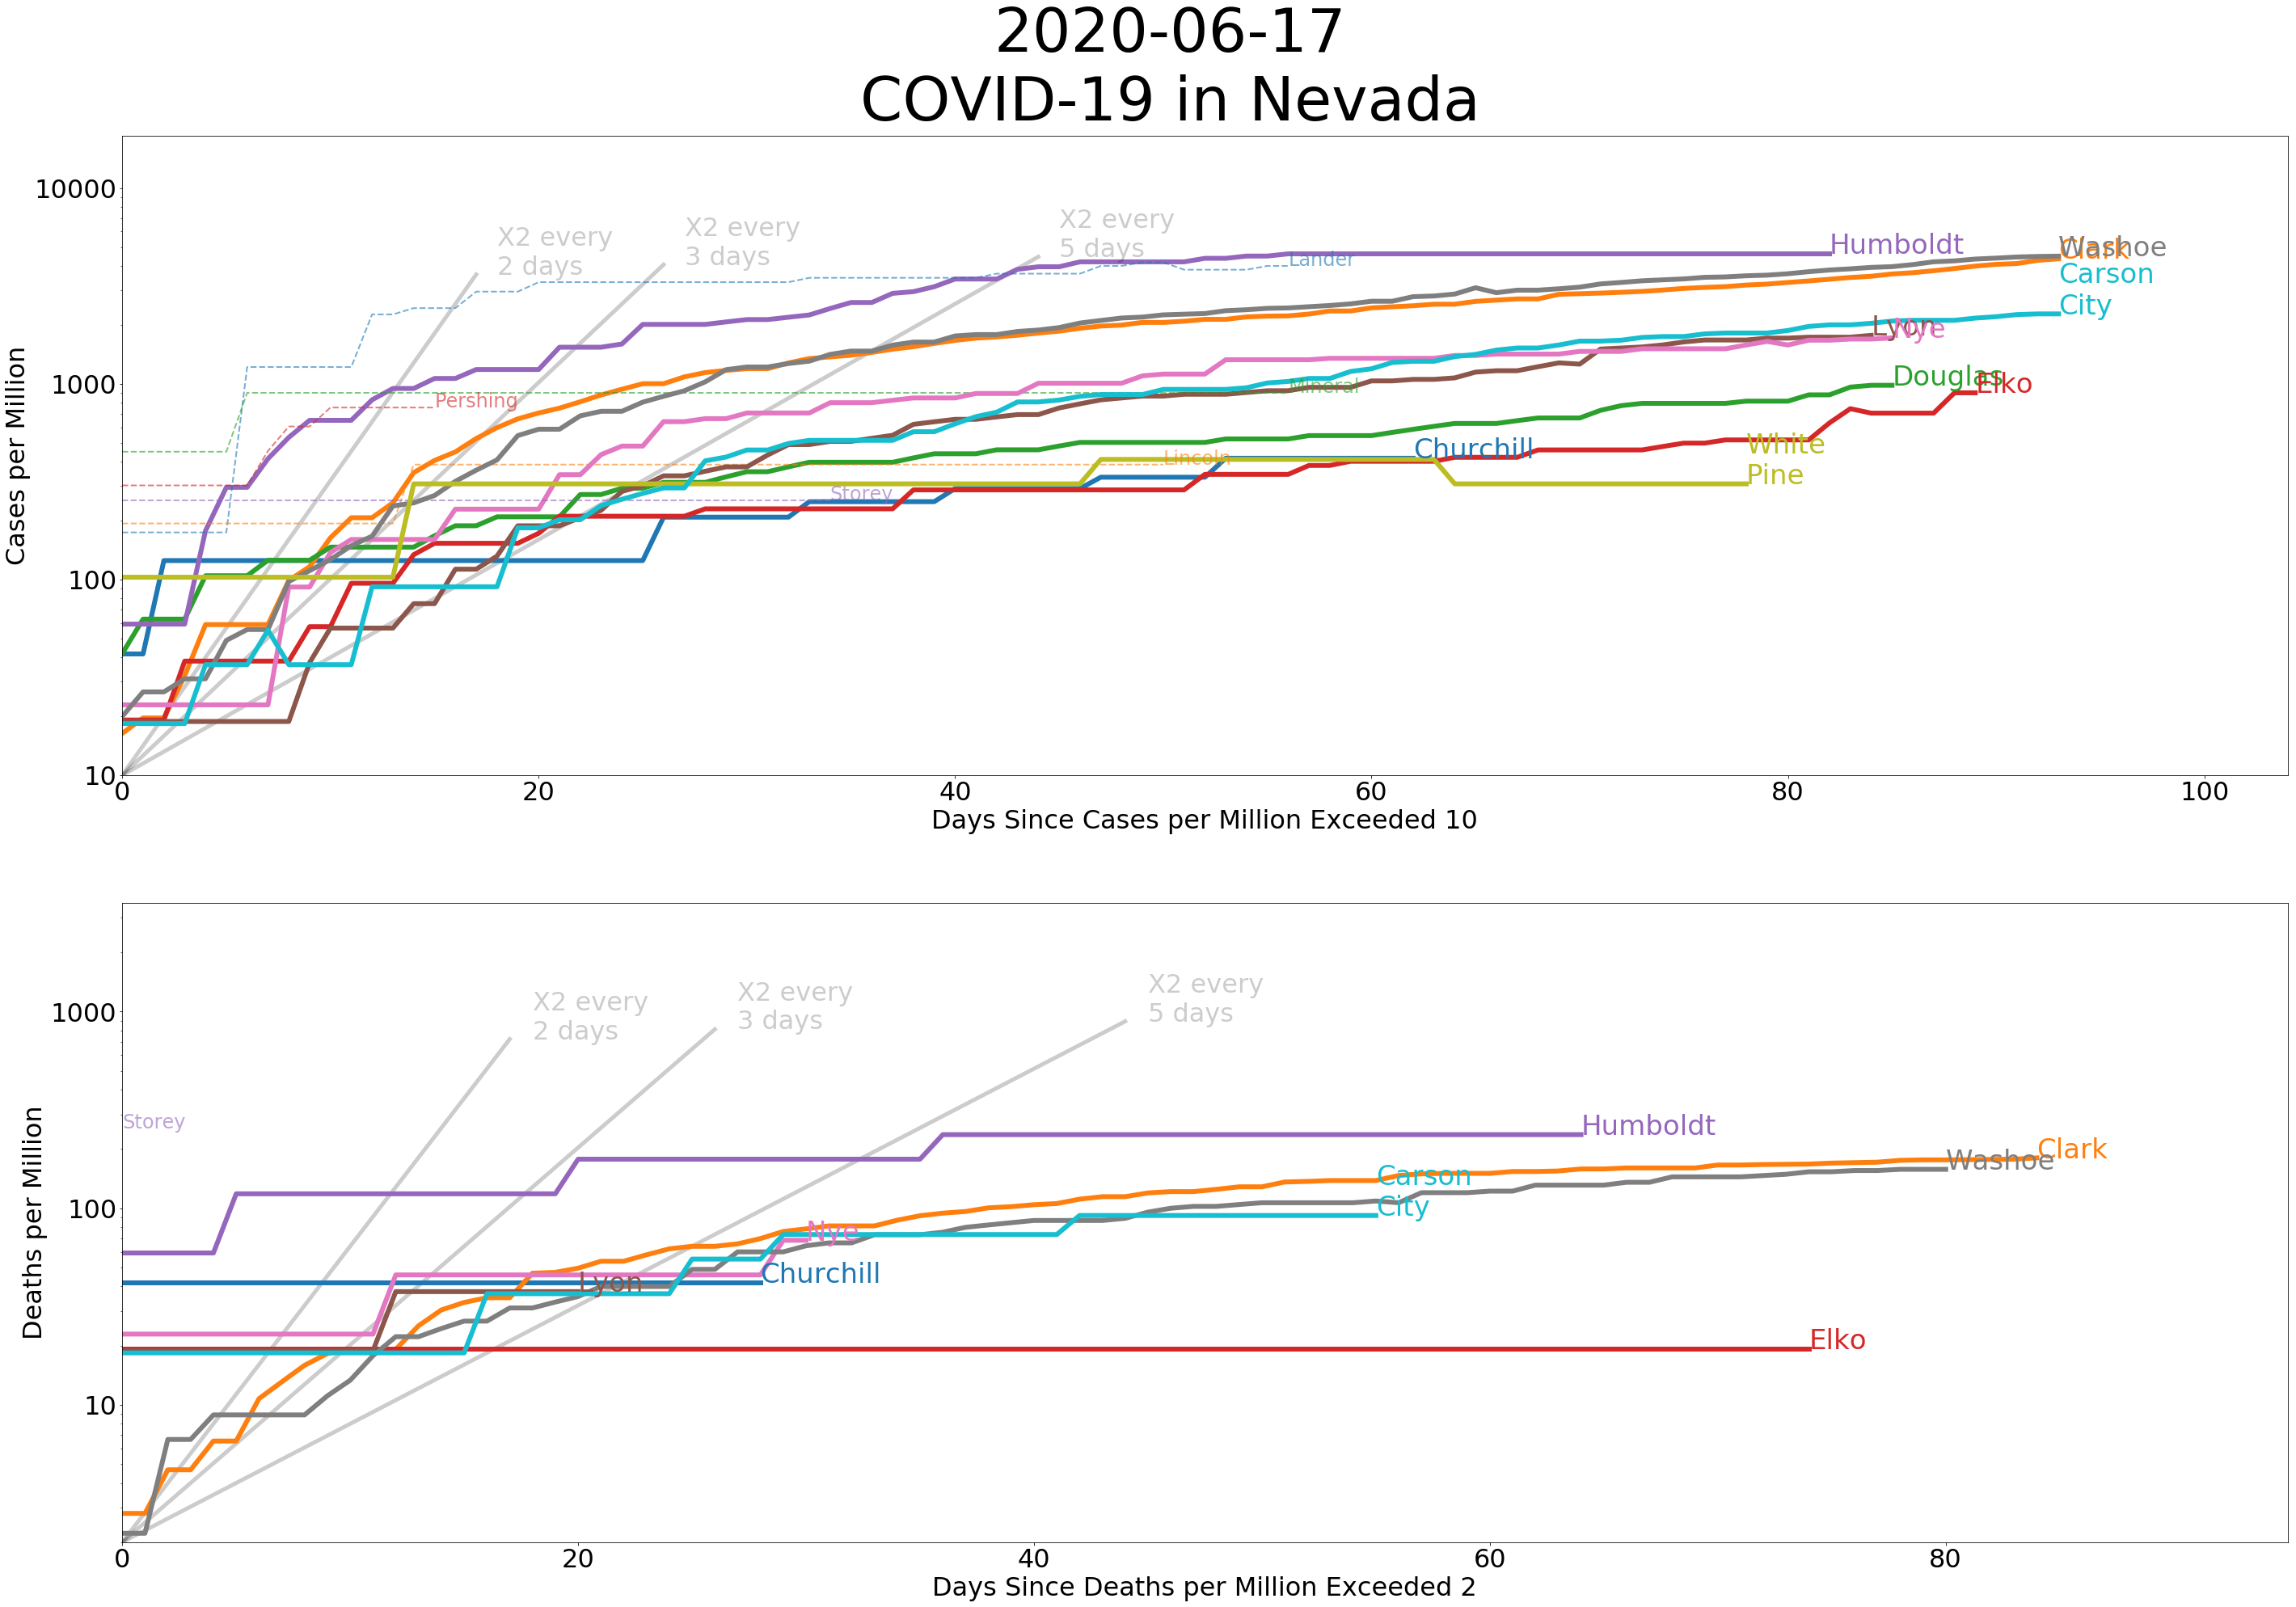 2020-06-17
COVID-19 in Nevada
Cases per Million
10000
1000
100
10
X2 every
2 days
X2 every
3 days
X2 every
5 days
Humboldt
Lander
Washoe
Clark
Carson
City
Lyon
Nye
Douglas
Elko
Mineral
Pershing
Churchill
White
Pine
Lincoln
Storey
0
20
40
60
80
100
Days Since Cases per Million Exceeded 10
Deaths per Million
1000
100
10
X2 every
2 days
X2 every
3 days
X2 every
5 days
Storey
Humboldt
Clark
Washoe
Carson
City
Nye
Churchill
Lyon
Elko
0
20
40
60
80
Days Since Deaths per Million Exceeded 2